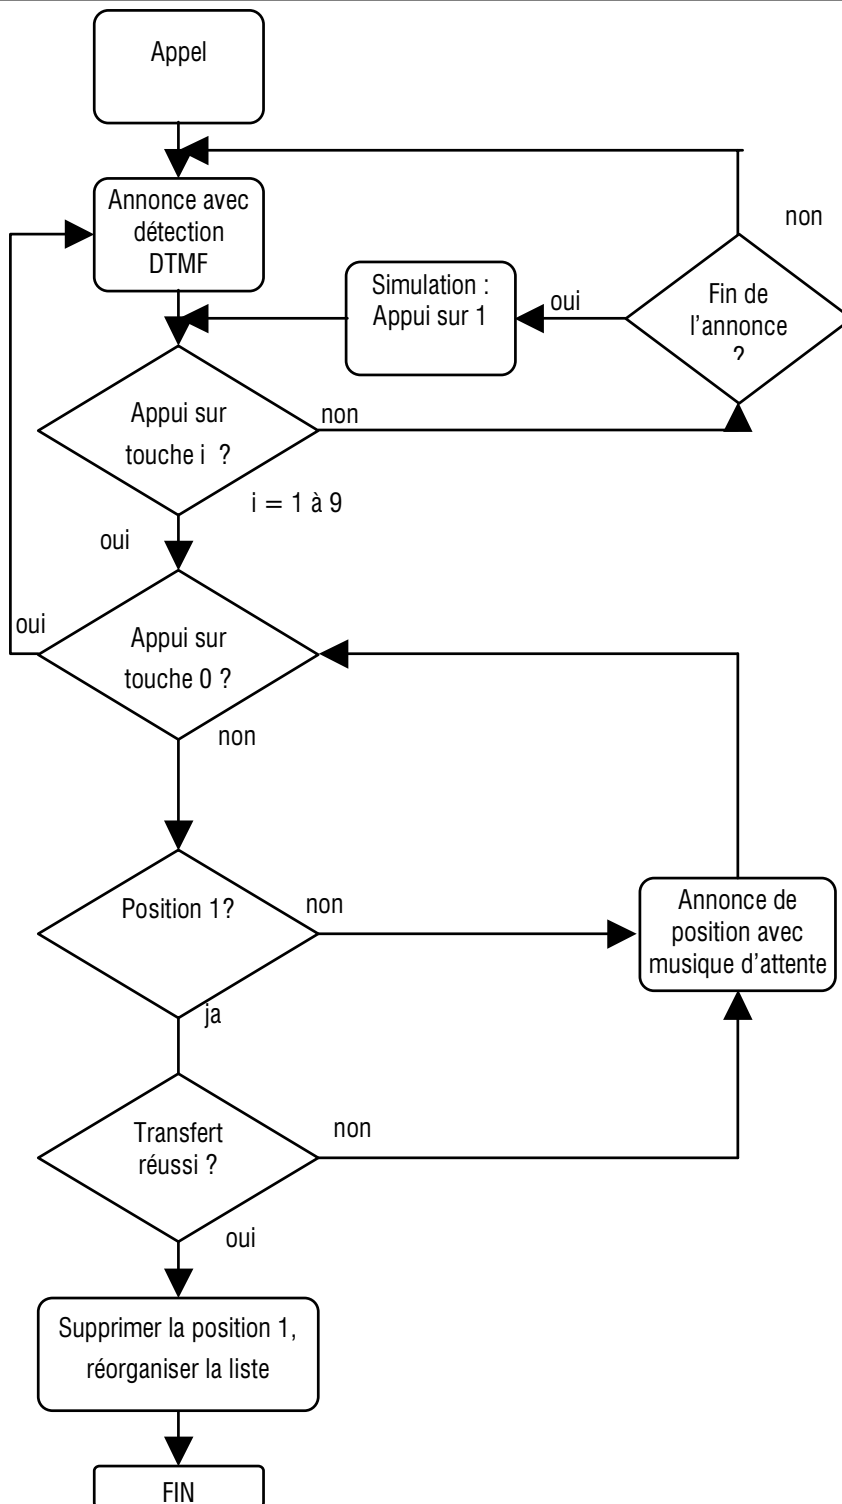 Appel
Annonce avec
détection
DTMF
non
Simulation :
Appui sur 1
oui
Fin de
l'annonce
?
Appui sur
touche i ?
non
i = 1 à 9
oui
oui
Appui sur
touche 0 ?
non
Position 1?
non
Annonce de
position avec
musique d'attente
ja
Transfert
réussi ?
non
oui
Supprimer la position 1,
réorganiser la liste
FIN